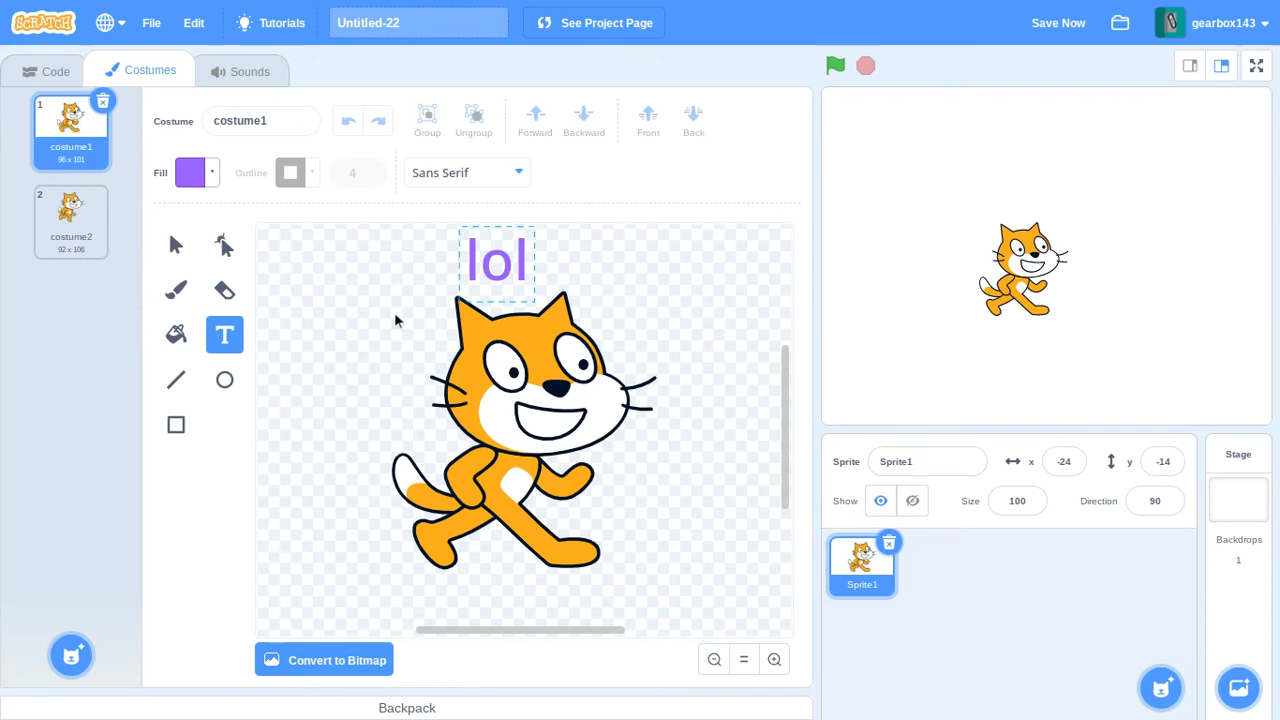 SCRATCH
File
Edit
Tutorials
Untitled-22
See Project Page
Save Now
gearbox143
Code
Costumes
Sounds
1
costume1
96 x 101
2
costume2
92 x 106
Costume
costume1
Group
Ungroup
Forward
Backward
Front
Back
Fill
Outline
4
Sans Serif
T
lol
Convert to Bitmap
Backpack
Sprite
Sprite1
x
-24
y
-14
Show
Size
100
Direction
90
Sprite1
Stage
Backdrops
1